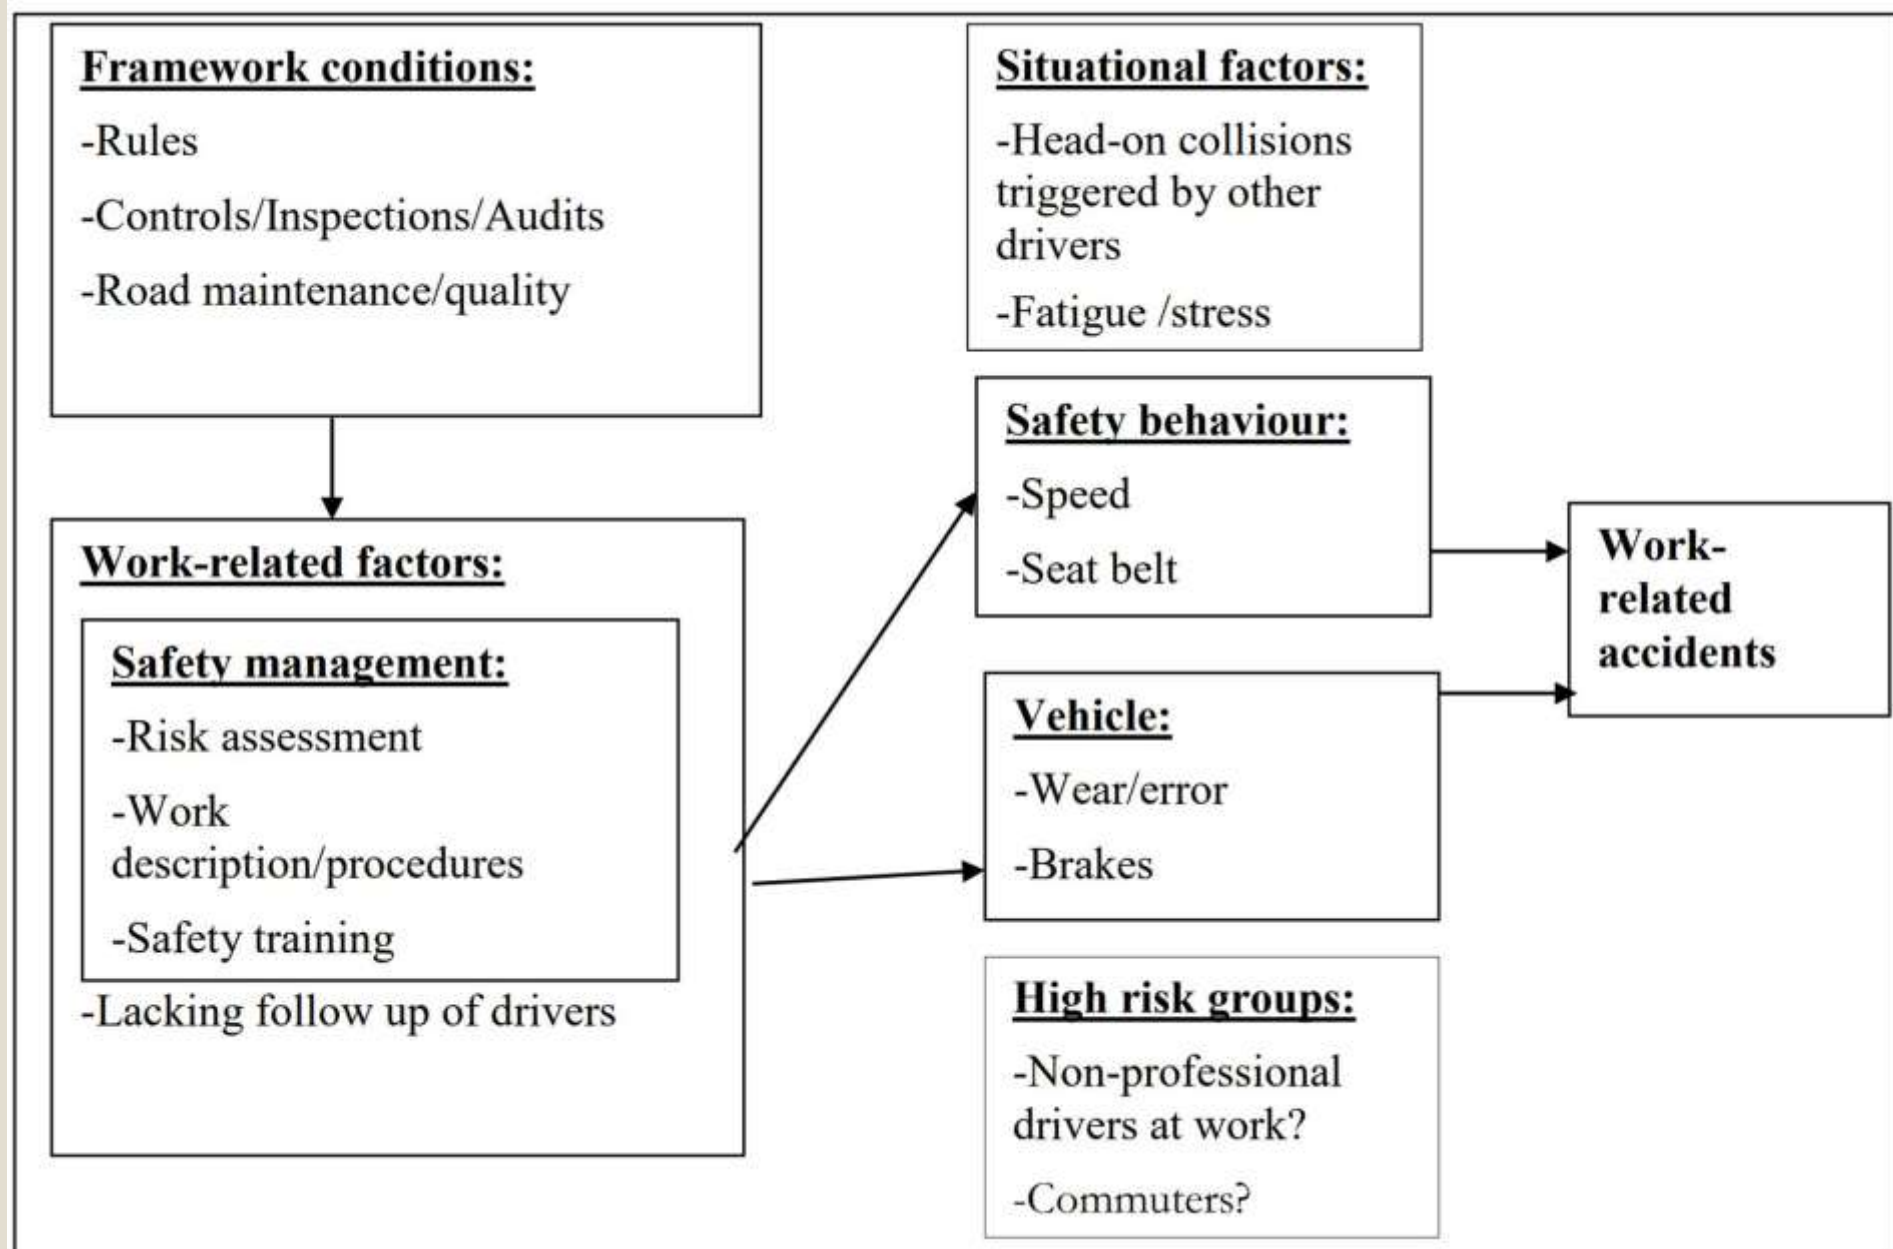 Framework conditions:
-Rules
-Controls/Inspections/Audits
-Road maintenance/quality
Work-related factors:
Safety management:
-Risk assessment
-Work
description/procedures
-Safety training
-Lacking follow up of drivers
Situational factors:
-Head-on collisions
triggered by other
drivers
-Fatigue /stress
Safety behaviour:
-Speed
-Seat belt
Vehicle:
-Wear/error
-Brakes
High risk groups:
-Non-professional
drivers at work?
-Commuters?
Work-
related
accidents